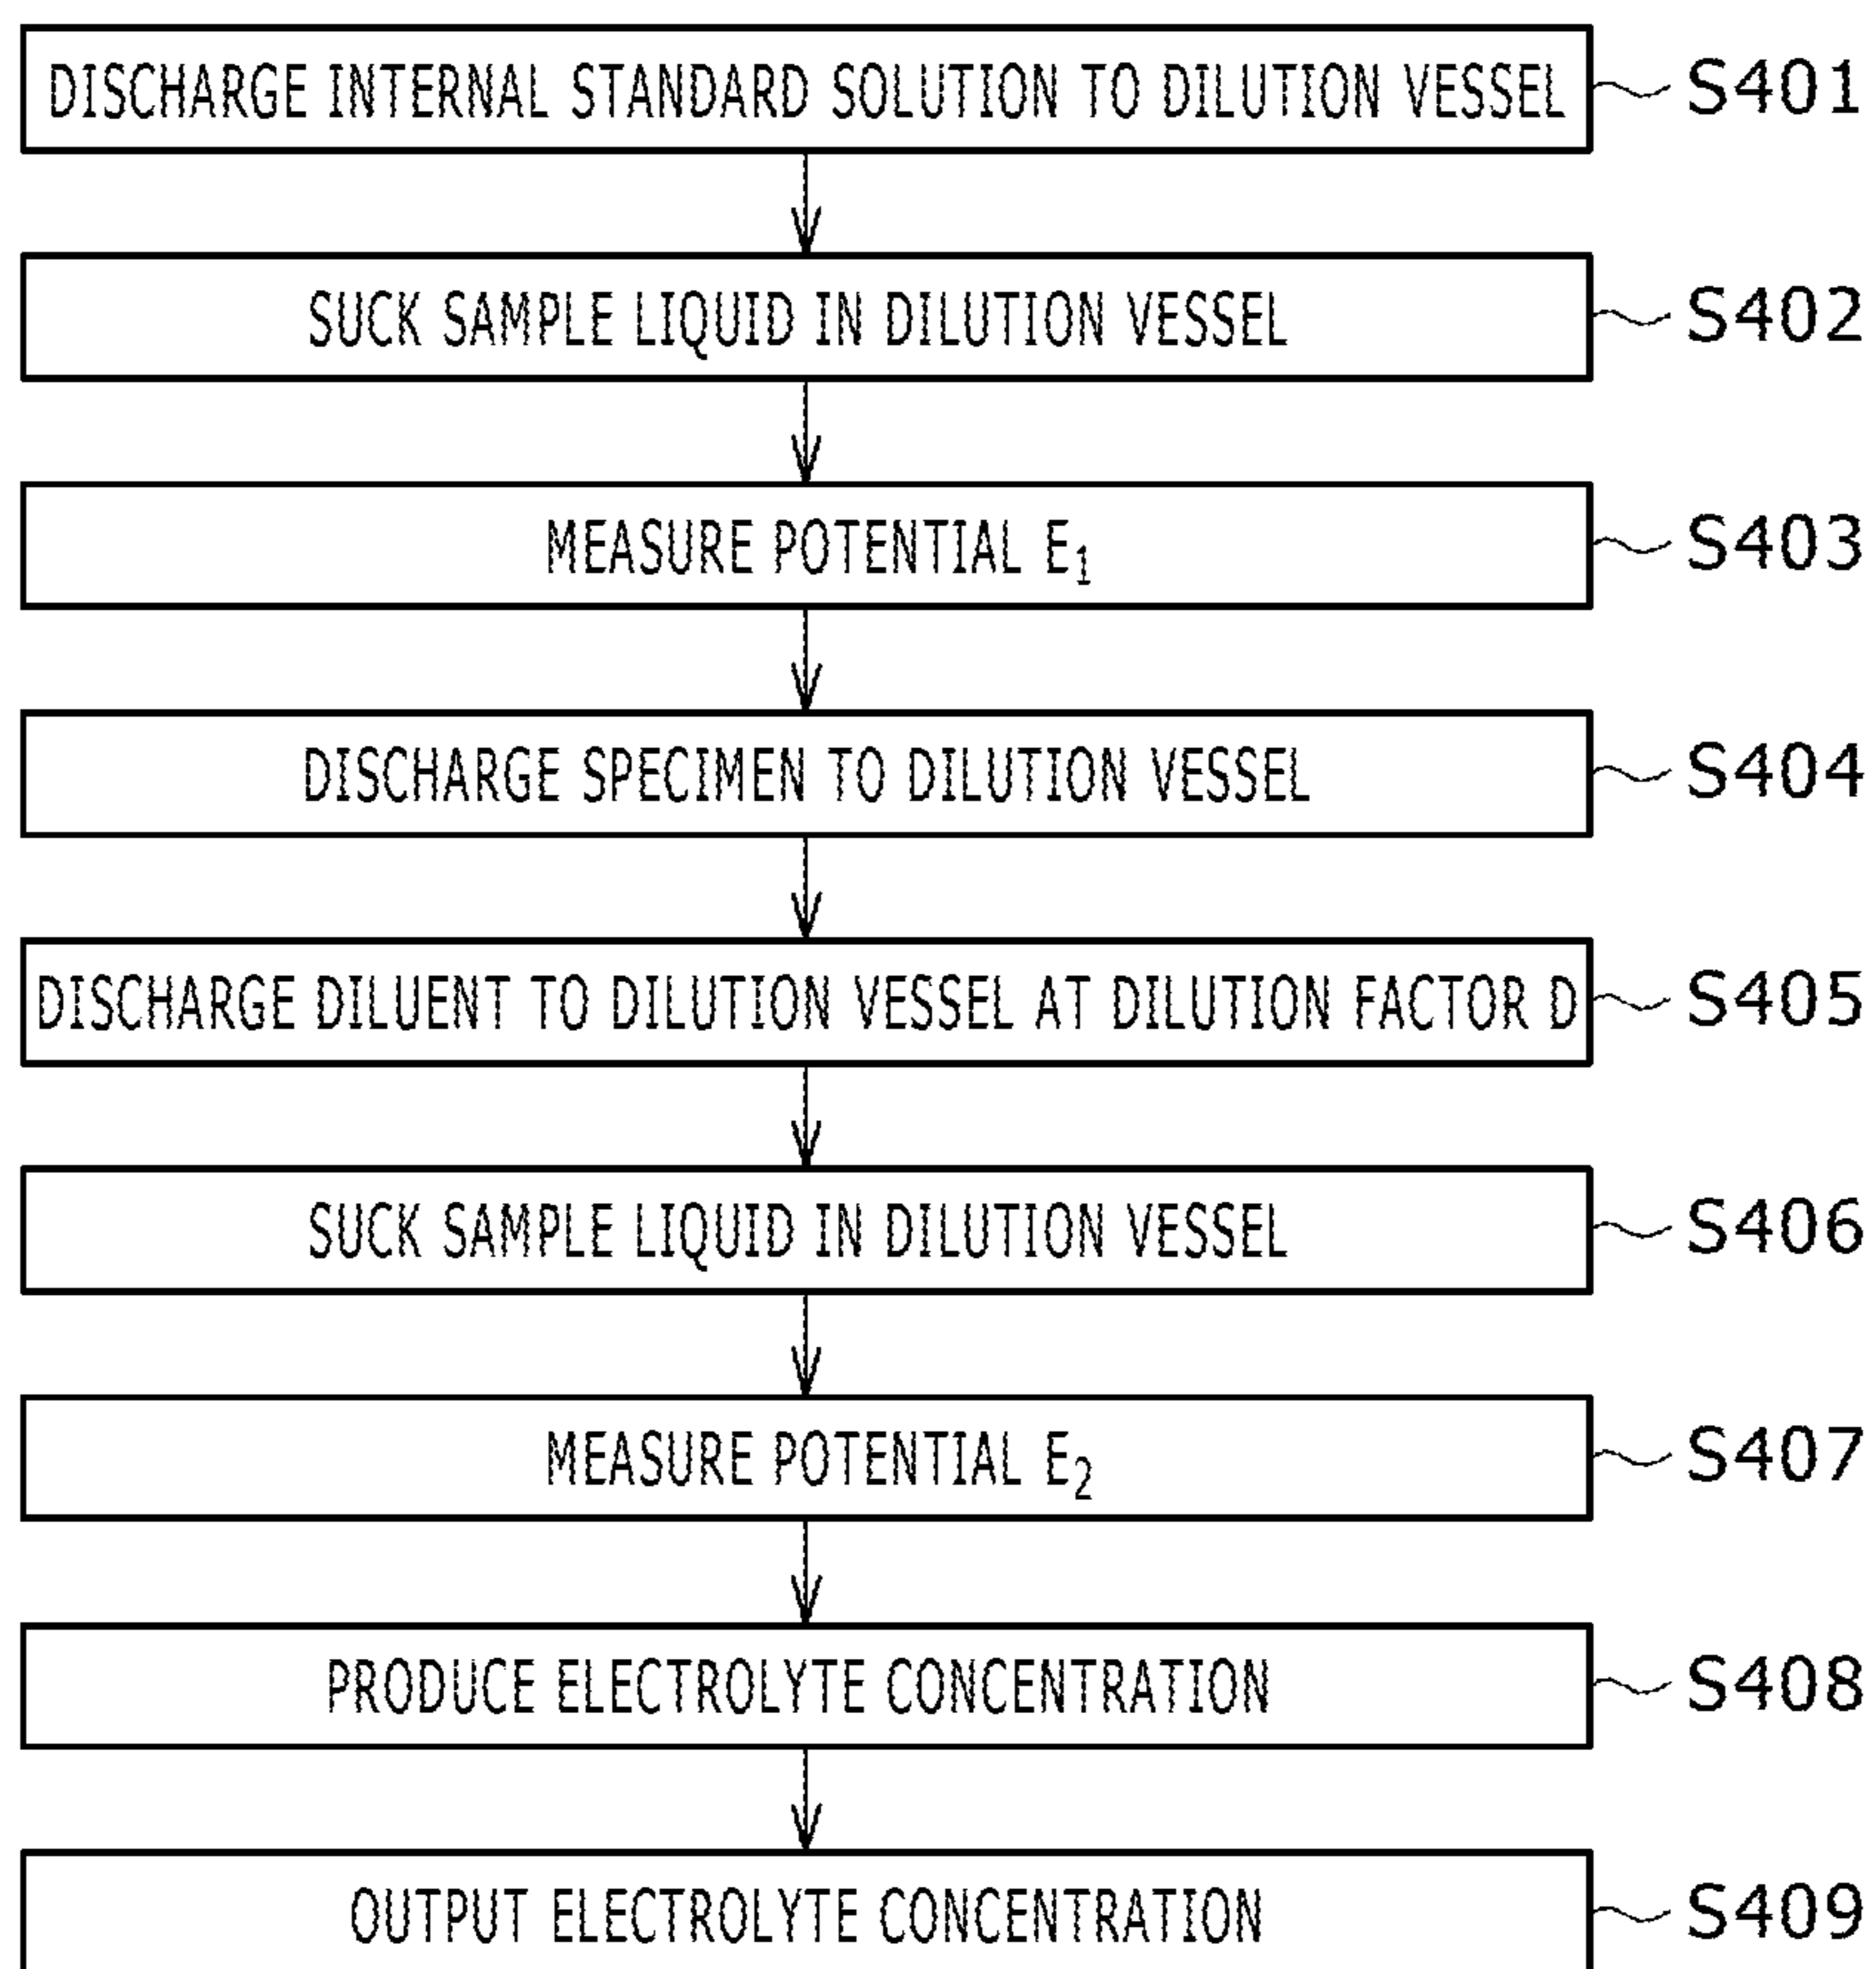 DISCHARGE INTERNAL STANDARD SOLUTION TO DILUTION VESSEL S401
SUCK SAMPLE LIQUID IN DILUTION VESSEL S402
MEASURE POTENTIAL E₁ S403
DISCHARGE SPECIMEN TO DILUTION VESSEL S404
DISCHARGE DILUENT TO DILUTION VESSEL AT DILUTION FACTOR D S405
SUCK SAMPLE LIQUID IN DILUTION VESSEL S406
MEASURE POTENTIAL E₂ S407
PRODUCE ELECTROLYTE CONCENTRATION S408
OUTPUT ELECTROLYTE CONCENTRATION S409